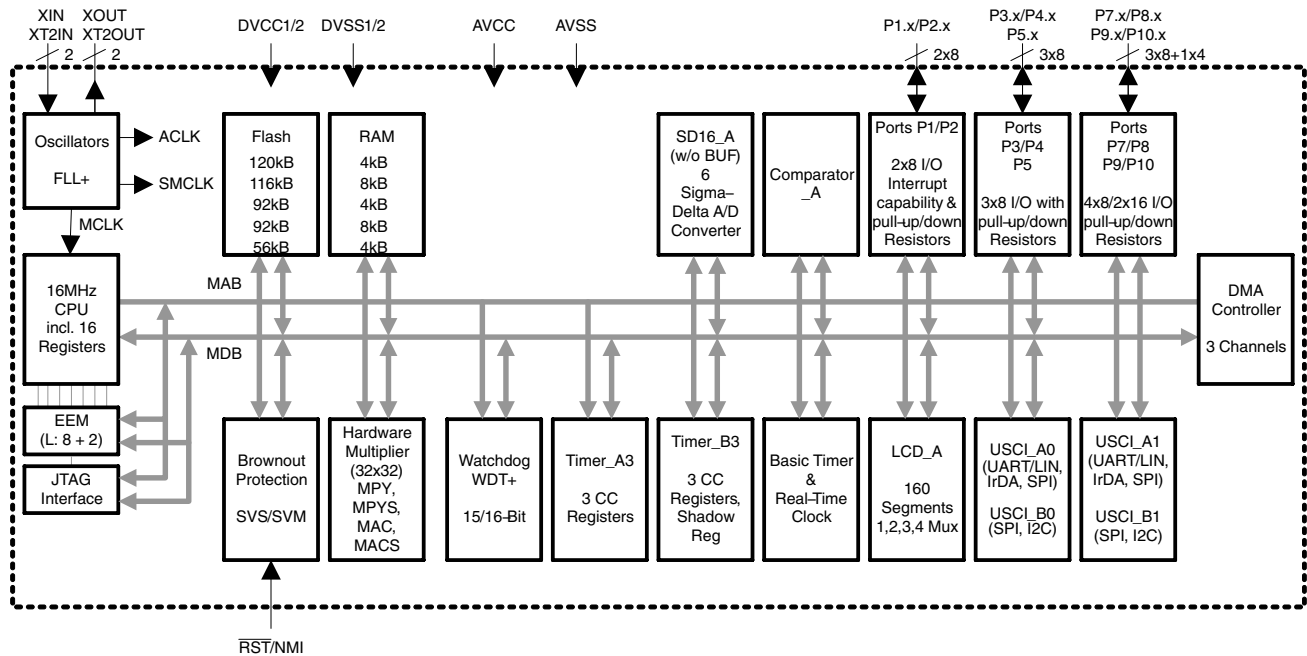 XIN
XT2IN
2
XOUT
XT2OUT
2
DVCC1/2
DVSS1/2
AVCC
AVSS
P1.x/P2.x
2x8
P3.x/P4.x
P5.x
3x8
P7.x/P8.x
P9.x/P10.x
3x8+1x4
Oscillators
FLL+
ACLK
SMCLK
MCLK
Flash
120kB
116kB
92kB
92kB
56kB
RAM
4kB
8kB
4kB
8kB
4kB
SD16_A
(w/o BUF)
6
Sigma–
Delta A/D
Converter
Comparator
_A
Ports P1/P2
2x8 I/O
Interrupt
capability &
pull–up/down
Resistors
Ports
P3/P4
P5
3x8 I/O with
pull–up/down
Resistors
Ports
P7/P8
P9/P10
4x8/2x16 I/O
pull–up/down
Resistors
16MHz
CPU
incl. 16
Registers
MAB
MDB
DMA
Controller
3 Channels
EEM
(L: 8 + 2)
JTAG
Interface
Brownout
Protection
SVS/SVM
Hardware
Multiplier
(32x32)
MPY,
MPYS,
MAC,
MACS
Watchdog
WDT+
15/16–Bit
Timer_A3
3 CC
Registers
Timer_B3
3 CC
Registers,
Shadow
Reg
Basic Timer
&
Real–Time
Clock
LCD_A
160
Segments
1,2,3,4 Mux
USCI_A0
(UART/LIN,
IrDA, SPI)
USCI_B0
(SPI, I2C)
USCI_A1
(UART/LIN,
IrDA, SPI)
USCI_B1
(SPI, I2C)
RST/NMI